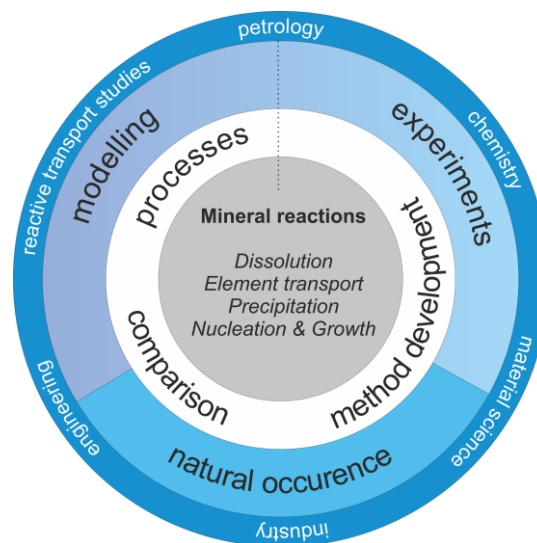 petrology
reactive transport studies
chemistry
modelling
experiments
processes
Mineral reactions
Dissolution
Element transport
Precipitation
Nucleation & Growth
method development
comparison
natural occurence
engineering
material science
industry